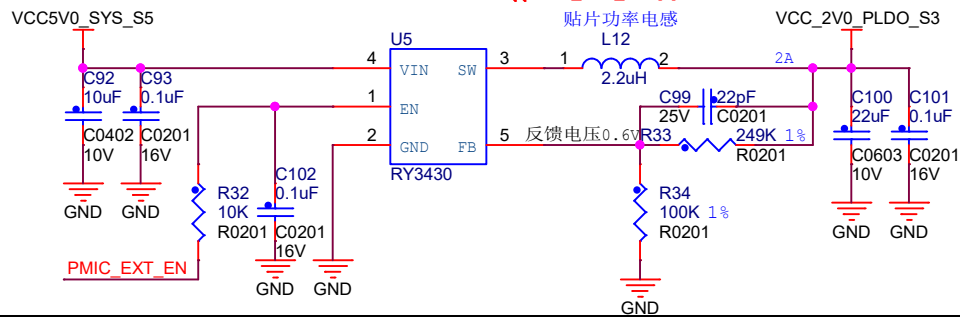 VCC5V0_SYS_S5
贴片功率电感
VCC_2V0_PLDO_S3
U5
L12
4
VIN
SW
3
1
2
2A
2.2uH
C92
10uF
C0402
10V
C93
0.1uF
C0201
16V
1
EN
2
GND
FB
5
RY3430
反馈电压0.6V
C99
22pF
25V
C0201
R33
249K 1%
R0201
C100
22uF
C0603
10V
C101
0.1uF
C0201
16V
GND
GND
R32
10K
R0201
C102
0.1uF
C0201
16V
R34
100K 1%
R0201
GND
GND
PMIC_EXT_EN
GND
GND
GND